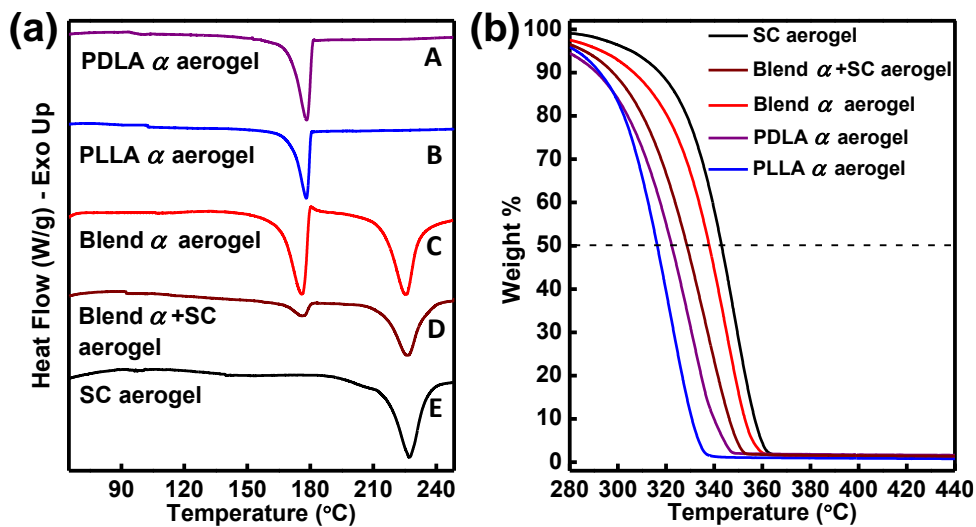 (a)
PDLA α aerogel
A
PLLA α aerogel
B
Blend α aerogel
C
Blend α +SC
aerogel
D
SC aerogel
E
Heat Flow (W/g) - Exo Up
90 120 150 180 210 240
Temperature (°C)
(b)
SC aerogel
Blend α +SC aerogel
Blend α aerogel
PDLA α aerogel
PLLA α aerogel
Weight %
100
90
80
70
60
50
40
30
20
10
0
280 300 320 340 360 380 400 420 440
Temperature (°C)